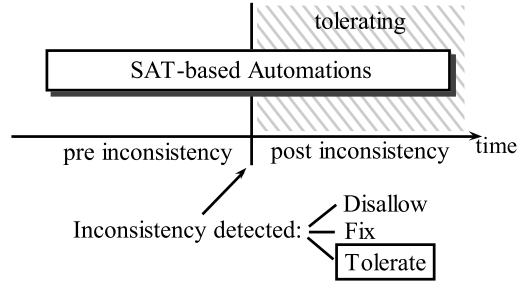 tolerating
SAT-based Automations
pre inconsistency
post inconsistency
time
Inconsistency detected:
Disallow
Fix
Tolerate